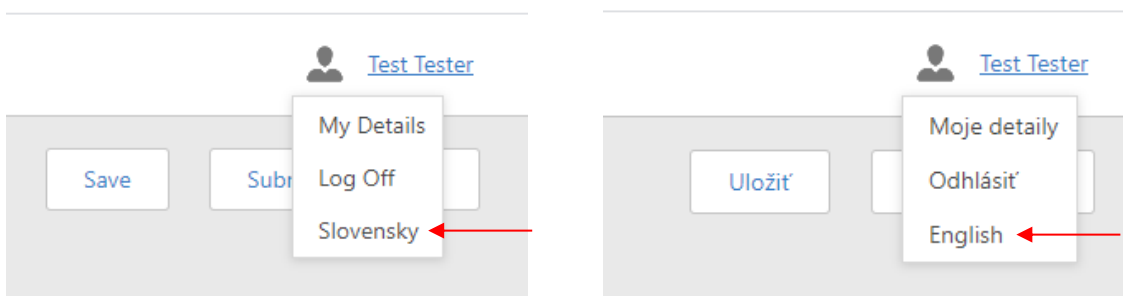 Test Tester
My Details
Save
Log Off
Slovensky
Test Tester
Moje detaily
Uložiť
Odhlásiť
English